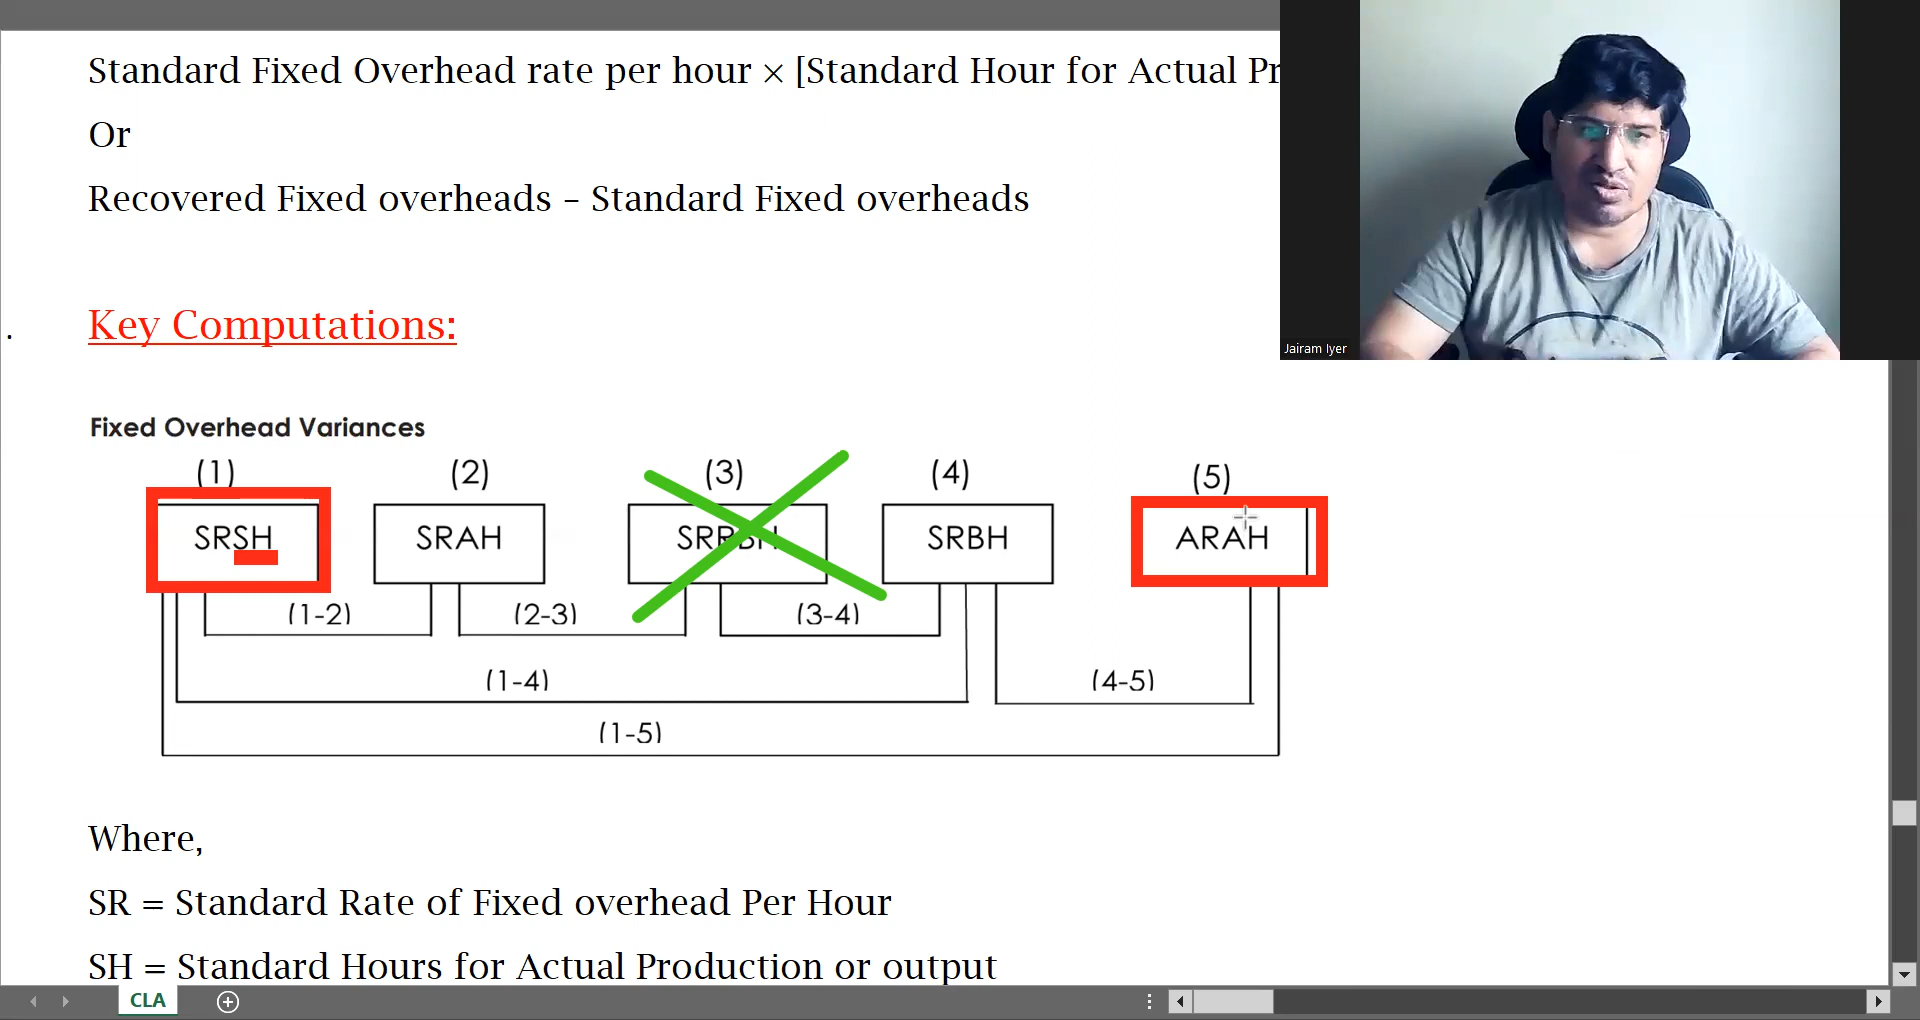 Standard Fixed Overhead rate per hour × [Standard Hour for Actual Pr
Or
Recovered Fixed overheads – Standard Fixed overheads
Key Computations:
Jairam Iyer
Fixed Overhead Variances
(1) (2) (3) (4) (5)
SRSH SRAH SRRBH SRBH ARAH
(1-2) (2-3) (3-4)
(1-4) (4-5)
(1-5)
Where,
SR = Standard Rate of Fixed overhead Per Hour
SH = Standard Hours for Actual Production or output
CLA